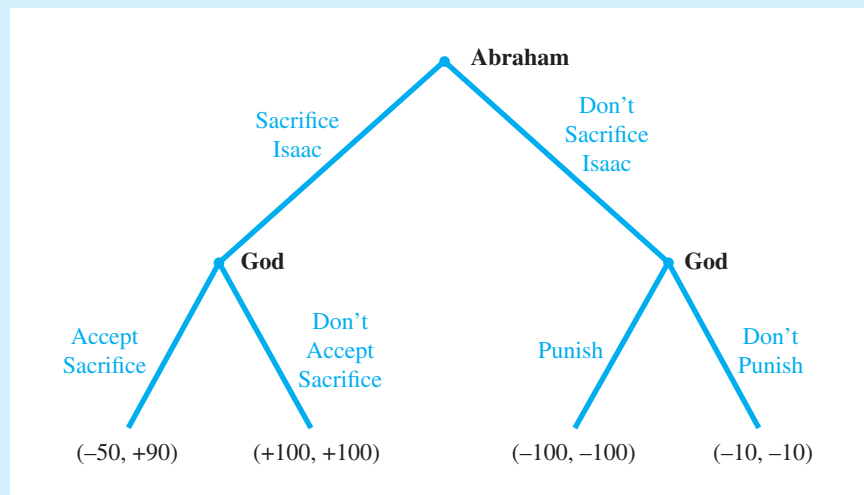 Abraham
Sacrifice
Isaac
Don't
Sacrifice
Isaac
God
God
Accept
Sacrifice
Don't
Accept
Sacrifice
Punish
Don't
Punish
(–50, +90)
(+100, +100)
(–100, –100)
(–10, –10)